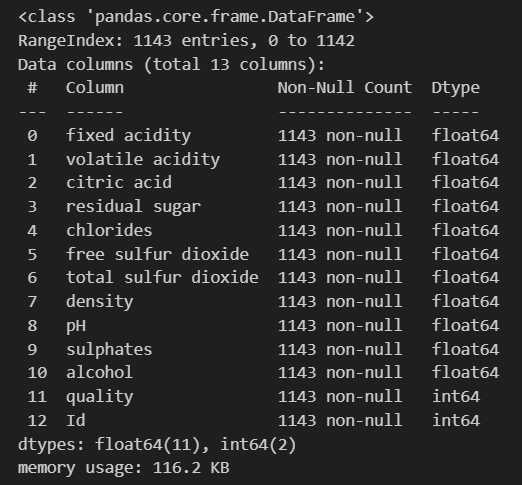 <class 'pandas.core.frame.DataFrame'>
RangeIndex: 1143 entries, 0 to 1142
Data columns (total 13 columns):
 #   Column                Non-Null Count  Dtype
---  ------                --------------  -----
 0   fixed acidity         1143 non-null   float64
 1   volatile acidity      1143 non-null   float64
 2   citric acid           1143 non-null   float64
 3   residual sugar        1143 non-null   float64
 4   chlorides             1143 non-null   float64
 5   free sulfur dioxide   1143 non-null   float64
 6   total sulfur dioxide  1143 non-null   float64
 7   density               1143 non-null   float64
 8   pH                    1143 non-null   float64
 9   sulphates             1143 non-null   float64
 10  alcohol               1143 non-null   float64
 11  quality               1143 non-null   int64
 12  Id                    1143 non-null   int64
dtypes: float64(11), int64(2)
memory usage: 116.2 KB